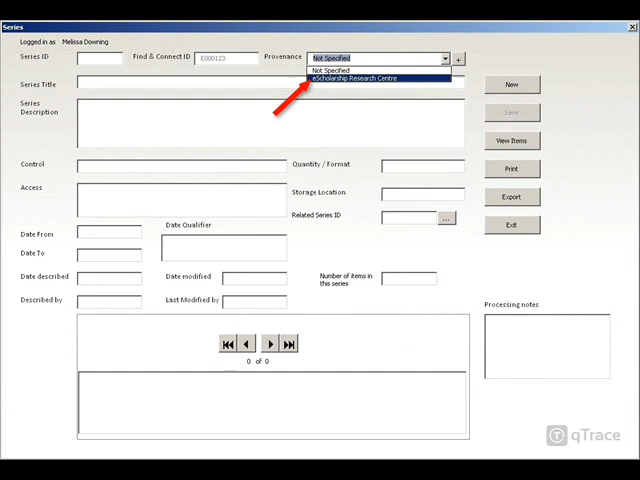 Series
Logged in as Melissa Downing
Series ID
Find & Connect ID E000123
Provenance Not Specified +
Not Specified
eScholarship Research Centre
Series Title
New
Series Description
Save
View Items
Control
Quantity / Format
Print
Access
Storage Location
Export
Related Series ID ...
Date From
Date Qualifier
Exit
Date To
Date described
Date modified
Number of items in this series
Described by
Last Modified by
Processing notes
0 of 0
qTrace